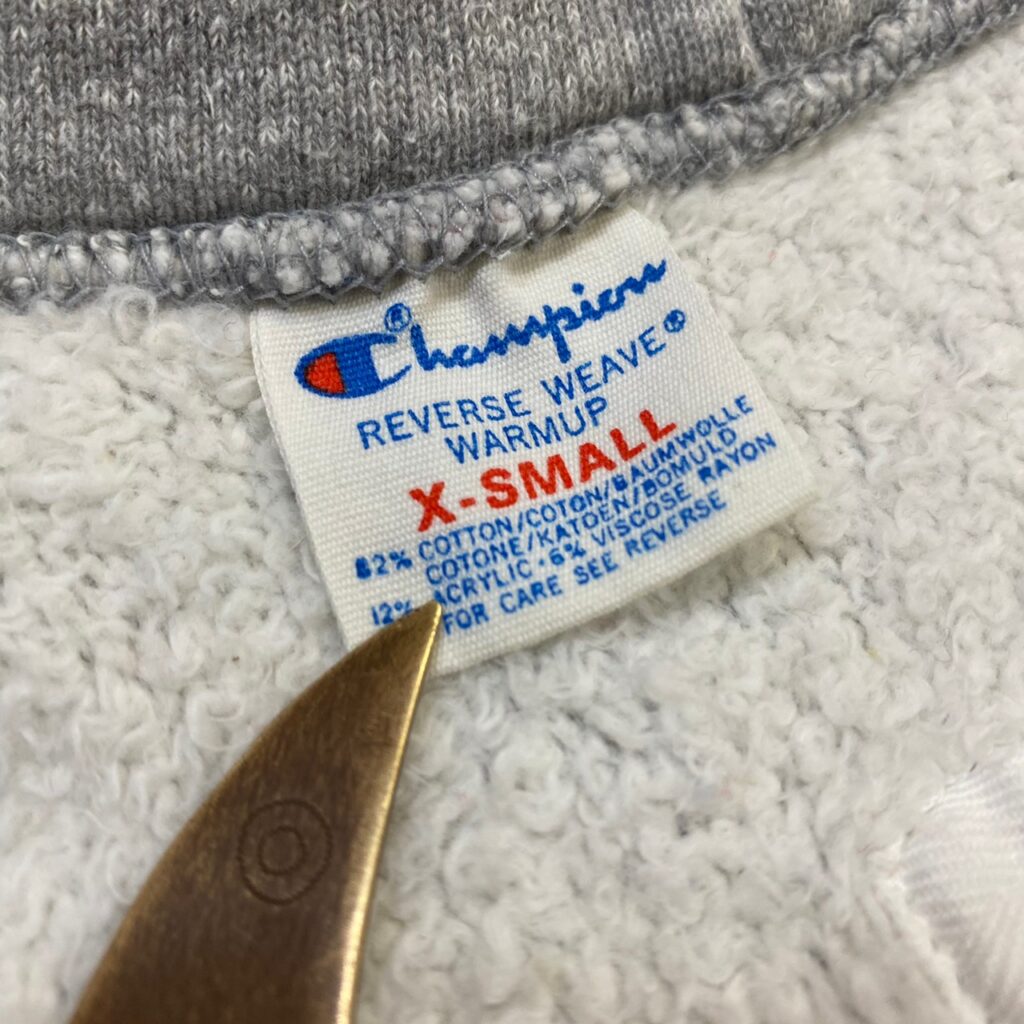 Champion®
REVERSE WEAVE®
WARMUP
X-SMALL
82% COTTON/COTON/BAUMWOLLE
COTONE/KATOEN/BOMULD
12% ACRYLIC·6% VISCOSE RAYON
FOR CARE SEE REVERSE